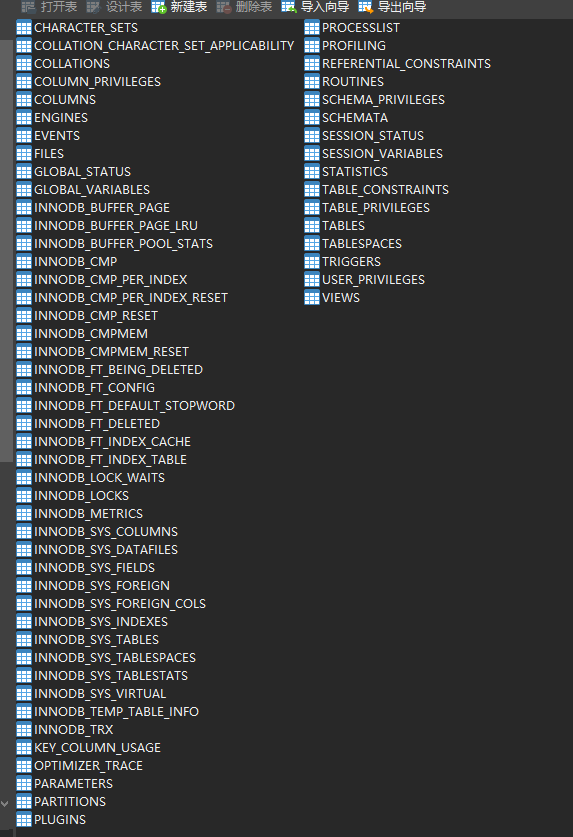 打开表 设计表 新建表 删除表 导入向导 导出向导
CHARACTER_SETS
COLLATION_CHARACTER_SET_APPLICABILITY
COLLATIONS
COLUMN_PRIVILEGES
COLUMNS
ENGINES
EVENTS
FILES
GLOBAL_STATUS
GLOBAL_VARIABLES
INNODB_BUFFER_PAGE
INNODB_BUFFER_PAGE_LRU
INNODB_BUFFER_POOL_STATS
INNODB_CMP
INNODB_CMP_PER_INDEX
INNODB_CMP_PER_INDEX_RESET
INNODB_CMP_RESET
INNODB_CMPMEM
INNODB_CMPMEM_RESET
INNODB_FT_BEING_DELETED
INNODB_FT_CONFIG
INNODB_FT_DEFAULT_STOPWORD
INNODB_FT_DELETED
INNODB_FT_INDEX_CACHE
INNODB_FT_INDEX_TABLE
INNODB_LOCK_WAITS
INNODB_LOCKS
INNODB_METRICS
INNODB_SYS_COLUMNS
INNODB_SYS_DATAFILES
INNODB_SYS_FIELDS
INNODB_SYS_FOREIGN
INNODB_SYS_FOREIGN_COLS
INNODB_SYS_INDEXES
INNODB_SYS_TABLES
INNODB_SYS_TABLESPACES
INNODB_SYS_TABLESTATS
INNODB_SYS_VIRTUAL
INNODB_TEMP_TABLE_INFO
INNODB_TRX
KEY_COLUMN_USAGE
OPTIMIZER_TRACE
PARAMETERS
PARTITIONS
PLUGINS
PROCESSLIST
PROFILING
REFERENTIAL_CONSTRAINTS
ROUTINES
SCHEMA_PRIVILEGES
SCHEMATA
SESSION_STATUS
SESSION_VARIABLES
STATISTICS
TABLE_CONSTRAINTS
TABLE_PRIVILEGES
TABLES
TABLESPACES
TRIGGERS
USER_PRIVILEGES
VIEWS